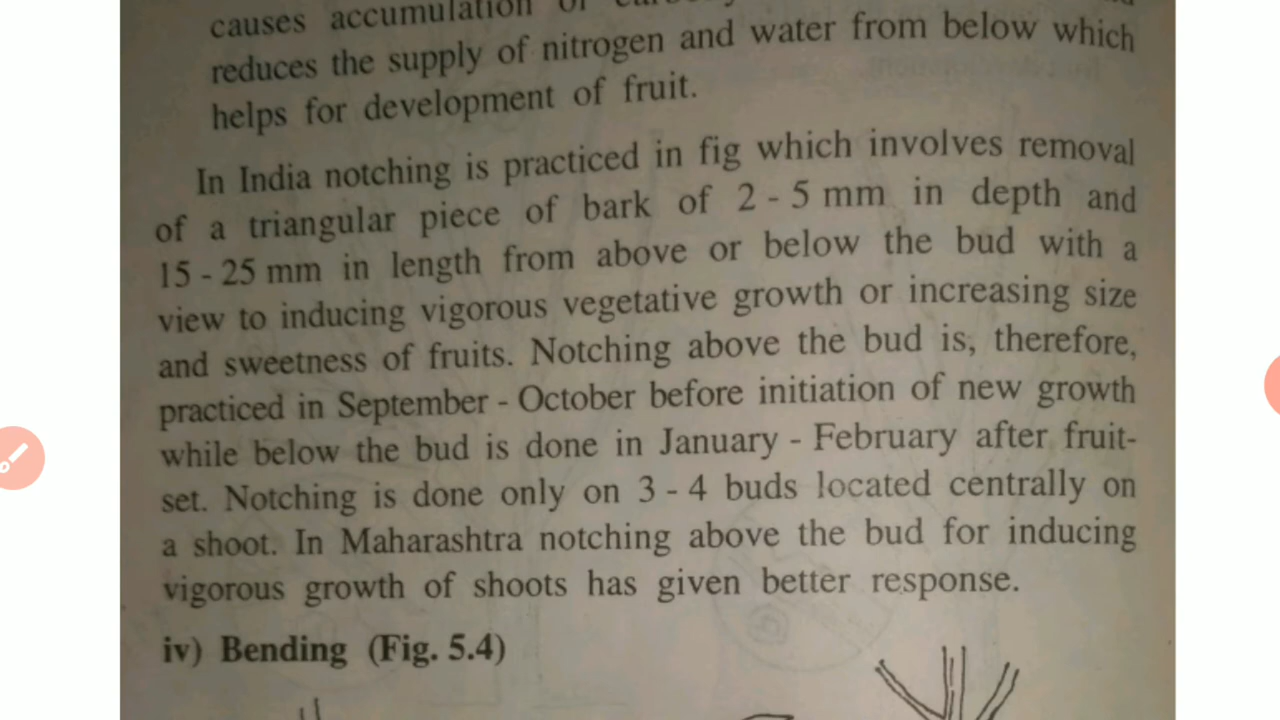 causes accumulation of
reduces the supply of nitrogen and water from below which
helps for development of fruit.
In India notching is practiced in fig which involves removal
of a triangular piece of bark of 2 - 5 mm in depth and
15 - 25 mm in length from above or below the bud with a
view to inducing vigorous vegetative growth or increasing size
and sweetness of fruits. Notching above the bud is, therefore,
practiced in September - October before initiation of new growth
while below the bud is done in January - February after fruit-
set. Notching is done only on 3 - 4 buds located centrally on
a shoot. In Maharashtra notching above the bud for inducing
vigorous growth of shoots has given better response.
iv) Bending (Fig. 5.4)